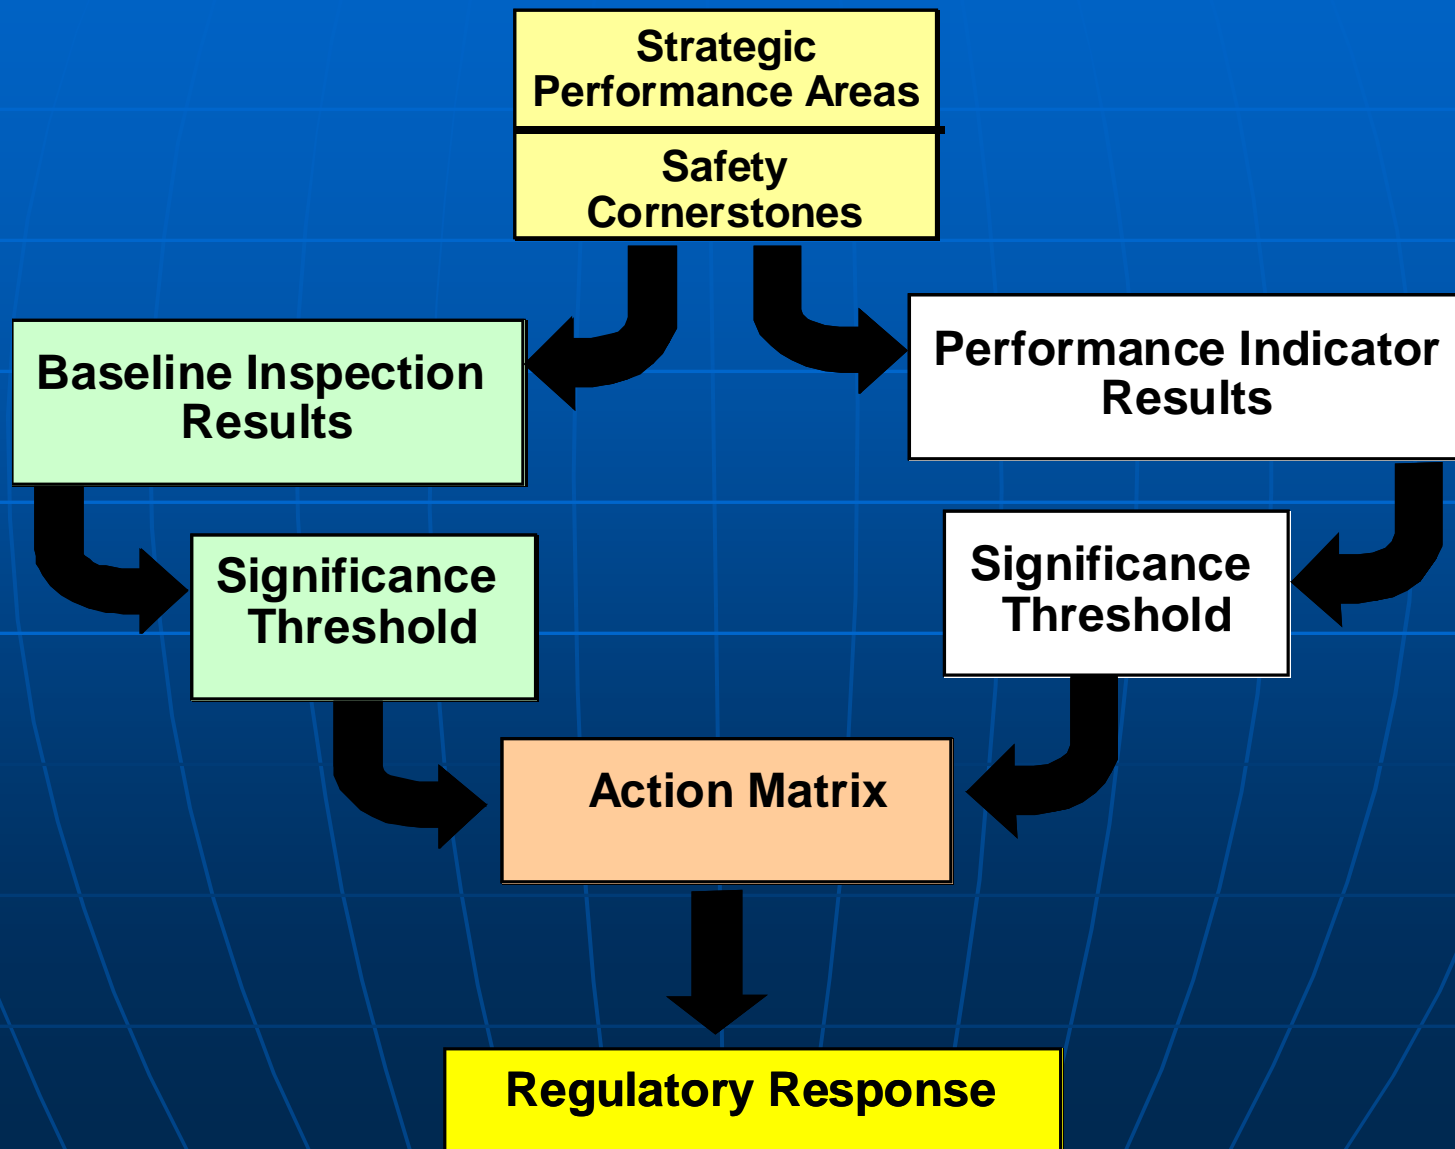 Strategic
Performance Areas
Safety
Cornerstones
Baseline Inspection
Results
Performance Indicator
Results
Significance
Threshold
Significance
Threshold
Action Matrix
Regulatory Response